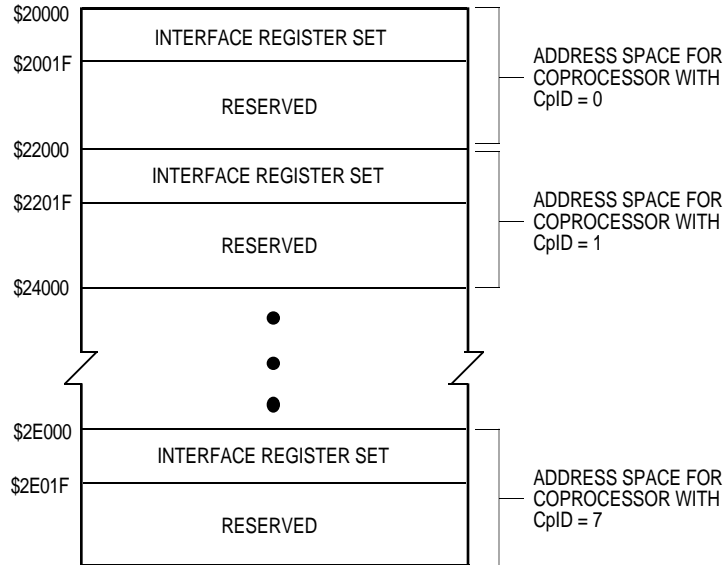 $20000
INTERFACE REGISTER SET
$2001F
RESERVED
ADDRESS SPACE FOR
COPROCESSOR WITH
CpID = 0
$22000
INTERFACE REGISTER SET
$2201F
RESERVED
ADDRESS SPACE FOR
COPROCESSOR WITH
CpID = 1
$24000
$2E000
INTERFACE REGISTER SET
$2E01F
RESERVED
ADDRESS SPACE FOR
COPROCESSOR WITH
CpID = 7